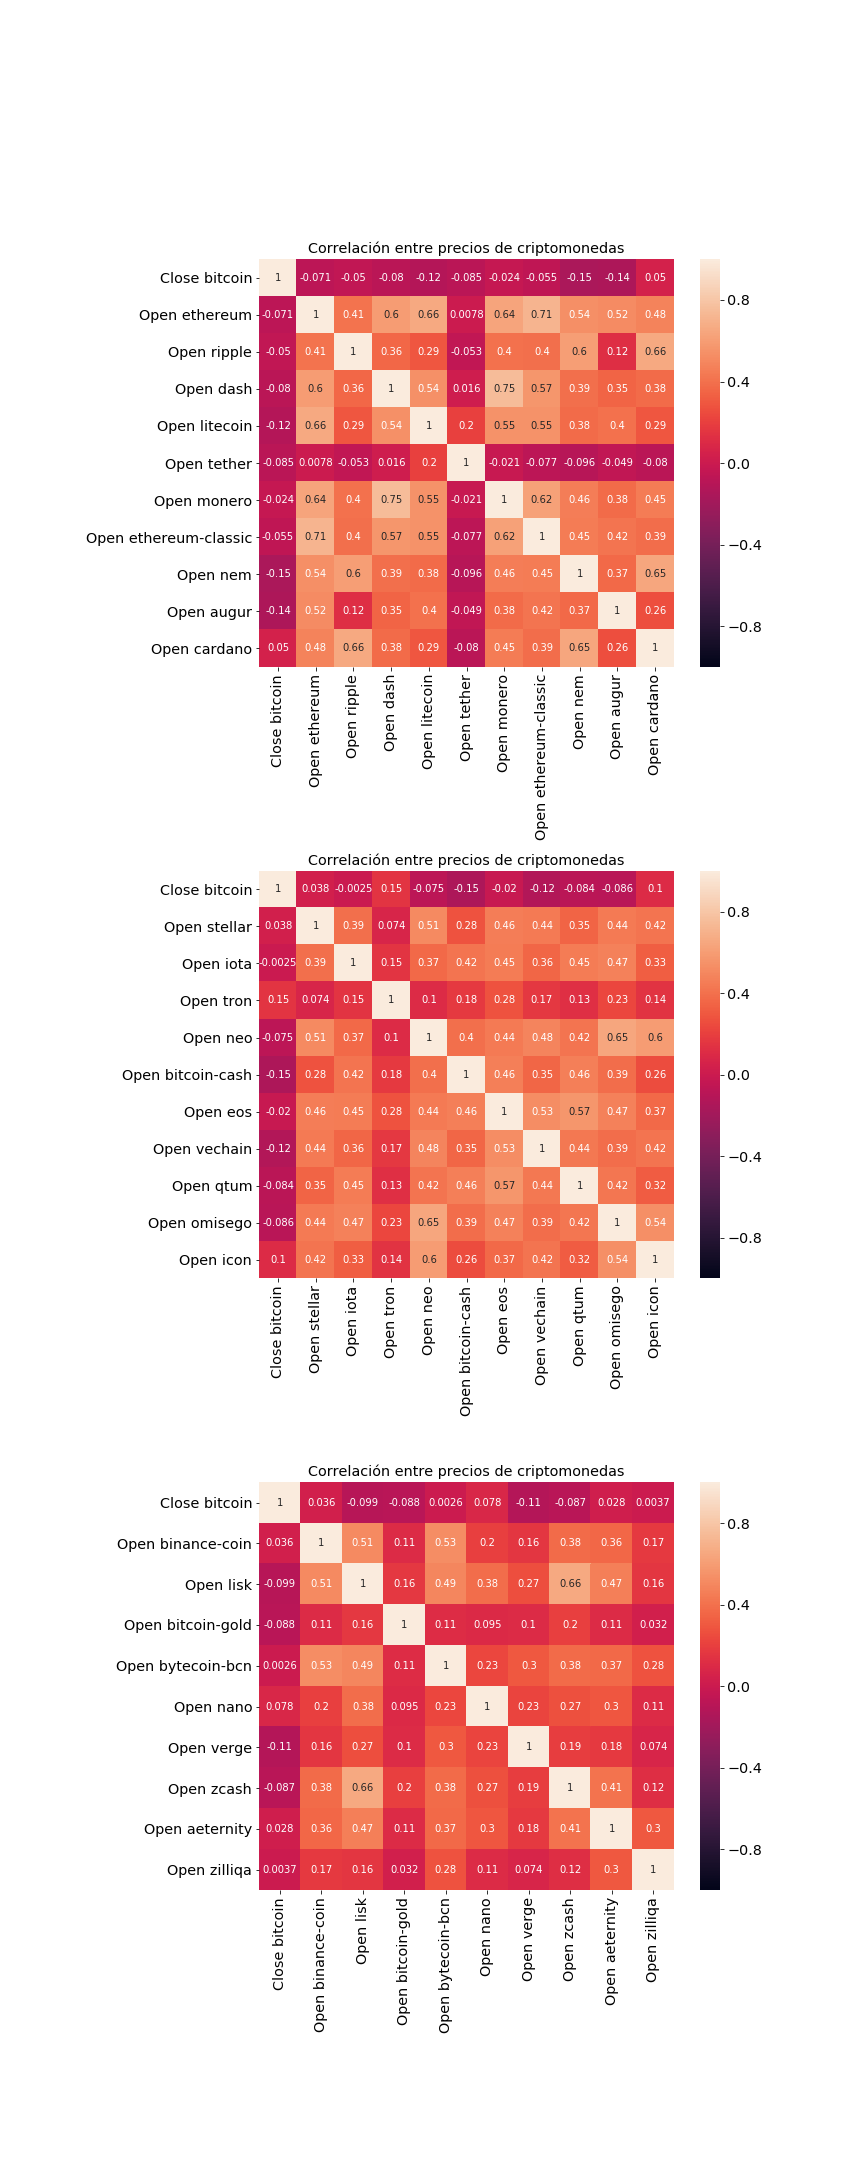 Correlación entre precios de criptomonedas
Close bitcoin 1 -0.071 -0.05 -0.08 -0.12 -0.085 -0.024 -0.055 -0.15 -0.14 0.05
0.8
Open ethereum -0.071 1 0.41 0.6 0.66 0.0078 0.64 0.71 0.54 0.52 0.48
Open ripple -0.05 0.41 1 0.36 0.29 -0.053 0.4 0.4 0.6 0.12 0.66
0.4
Open dash -0.08 0.6 0.36 1 0.54 0.016 0.75 0.57 0.39 0.35 0.38
Open litecoin -0.12 0.66 0.29 0.54 1 0.2 0.55 0.55 0.38 0.4 0.29
Open tether -0.085 0.0078 -0.053 0.016 0.2 1 -0.021 -0.077 -0.096 -0.049 -0.08
0.0
Open monero -0.024 0.64 0.4 0.75 0.55 -0.021 1 0.62 0.46 0.38 0.45
Open ethereum-classic -0.055 0.71 0.4 0.57 0.55 -0.077 0.62 1 0.45 0.42 0.39
−0.4
Open nem -0.15 0.54 0.6 0.39 0.38 -0.096 0.46 0.45 1 0.37 0.65
Open augur -0.14 0.52 0.12 0.35 0.4 -0.049 0.38 0.42 0.37 1 0.26
−0.8
Open cardano 0.05 0.48 0.66 0.38 0.29 -0.08 0.45 0.39 0.65 0.26 1
Close bitcoin
Open ethereum
Open ripple
Open dash
Open litecoin
Open tether
Open monero
Open ethereum-classic
Open nem
Open augur
Open cardano
Correlación entre precios de criptomonedas
Close bitcoin 1 0.038 -0.0025 0.15 -0.075 -0.15 -0.02 -0.12 -0.084 -0.086 0.1
0.8
Open stellar 0.038 1 0.39 0.074 0.51 0.28 0.46 0.44 0.35 0.44 0.42
Open iota -0.0025 0.39 1 0.15 0.37 0.42 0.45 0.36 0.45 0.47 0.33
0.4
Open tron 0.15 0.074 0.15 1 0.1 0.18 0.28 0.17 0.13 0.23 0.14
Open neo -0.075 0.51 0.37 0.1 1 0.4 0.44 0.48 0.42 0.65 0.6
Open bitcoin-cash -0.15 0.28 0.42 0.18 0.4 1 0.46 0.35 0.46 0.39 0.26
0.0
Open eos -0.02 0.46 0.45 0.28 0.44 0.46 1 0.53 0.57 0.47 0.37
Open vechain -0.12 0.44 0.36 0.17 0.48 0.35 0.53 1 0.44 0.39 0.42
−0.4
Open qtum -0.084 0.35 0.45 0.13 0.42 0.46 0.57 0.44 1 0.42 0.32
Open omisego -0.086 0.44 0.47 0.23 0.65 0.39 0.47 0.39 0.42 1 0.54
−0.8
Open icon 0.1 0.42 0.33 0.14 0.6 0.26 0.37 0.42 0.32 0.54 1
Close bitcoin
Open stellar
Open iota
Open tron
Open neo
Open bitcoin-cash
Open eos
Open vechain
Open qtum
Open omisego
Open icon
Correlación entre precios de criptomonedas
Close bitcoin 1 0.036 -0.099 -0.088 0.0026 0.078 -0.11 -0.087 0.028 0.0037
0.8
Open binance-coin 0.036 1 0.51 0.11 0.53 0.2 0.16 0.38 0.36 0.17
Open lisk -0.099 0.51 1 0.16 0.49 0.38 0.27 0.66 0.47 0.16
0.4
Open bitcoin-gold -0.088 0.11 0.16 1 0.11 0.095 0.1 0.2 0.11 0.032
Open bytecoin-bcn 0.0026 0.53 0.49 0.11 1 0.23 0.3 0.38 0.37 0.28
0.0
Open nano 0.078 0.2 0.38 0.095 0.23 1 0.23 0.27 0.3 0.11
Open verge -0.11 0.16 0.27 0.1 0.3 0.23 1 0.19 0.18 0.074
−0.4
Open zcash -0.087 0.38 0.66 0.2 0.38 0.27 0.19 1 0.41 0.12
Open aeternity 0.028 0.36 0.47 0.11 0.37 0.3 0.18 0.41 1 0.3
−0.8
Open zilliqa 0.0037 0.17 0.16 0.032 0.28 0.11 0.074 0.12 0.3 1
Close bitcoin
Open binance-coin
Open lisk
Open bitcoin-gold
Open bytecoin-bcn
Open nano
Open verge
Open zcash
Open aeternity
Open zilliqa